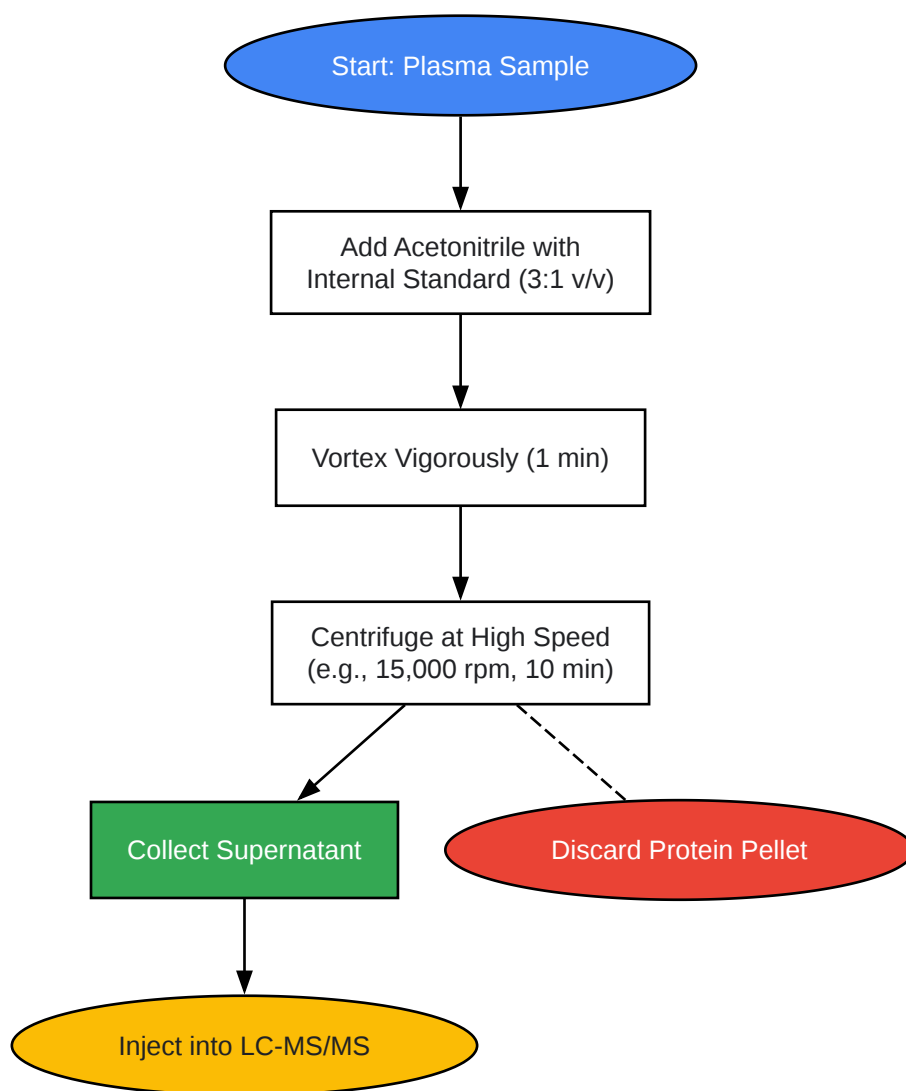 Start: Plasma Sample
Add Acetonitrile with
Internal Standard (3:1 v/v)
Vortex Vigorously (1 min)
Centrifuge at High Speed
(e.g., 15,000 rpm, 10 min)
Collect Supernatant
Discard Protein Pellet
Inject into LC-MS/MS